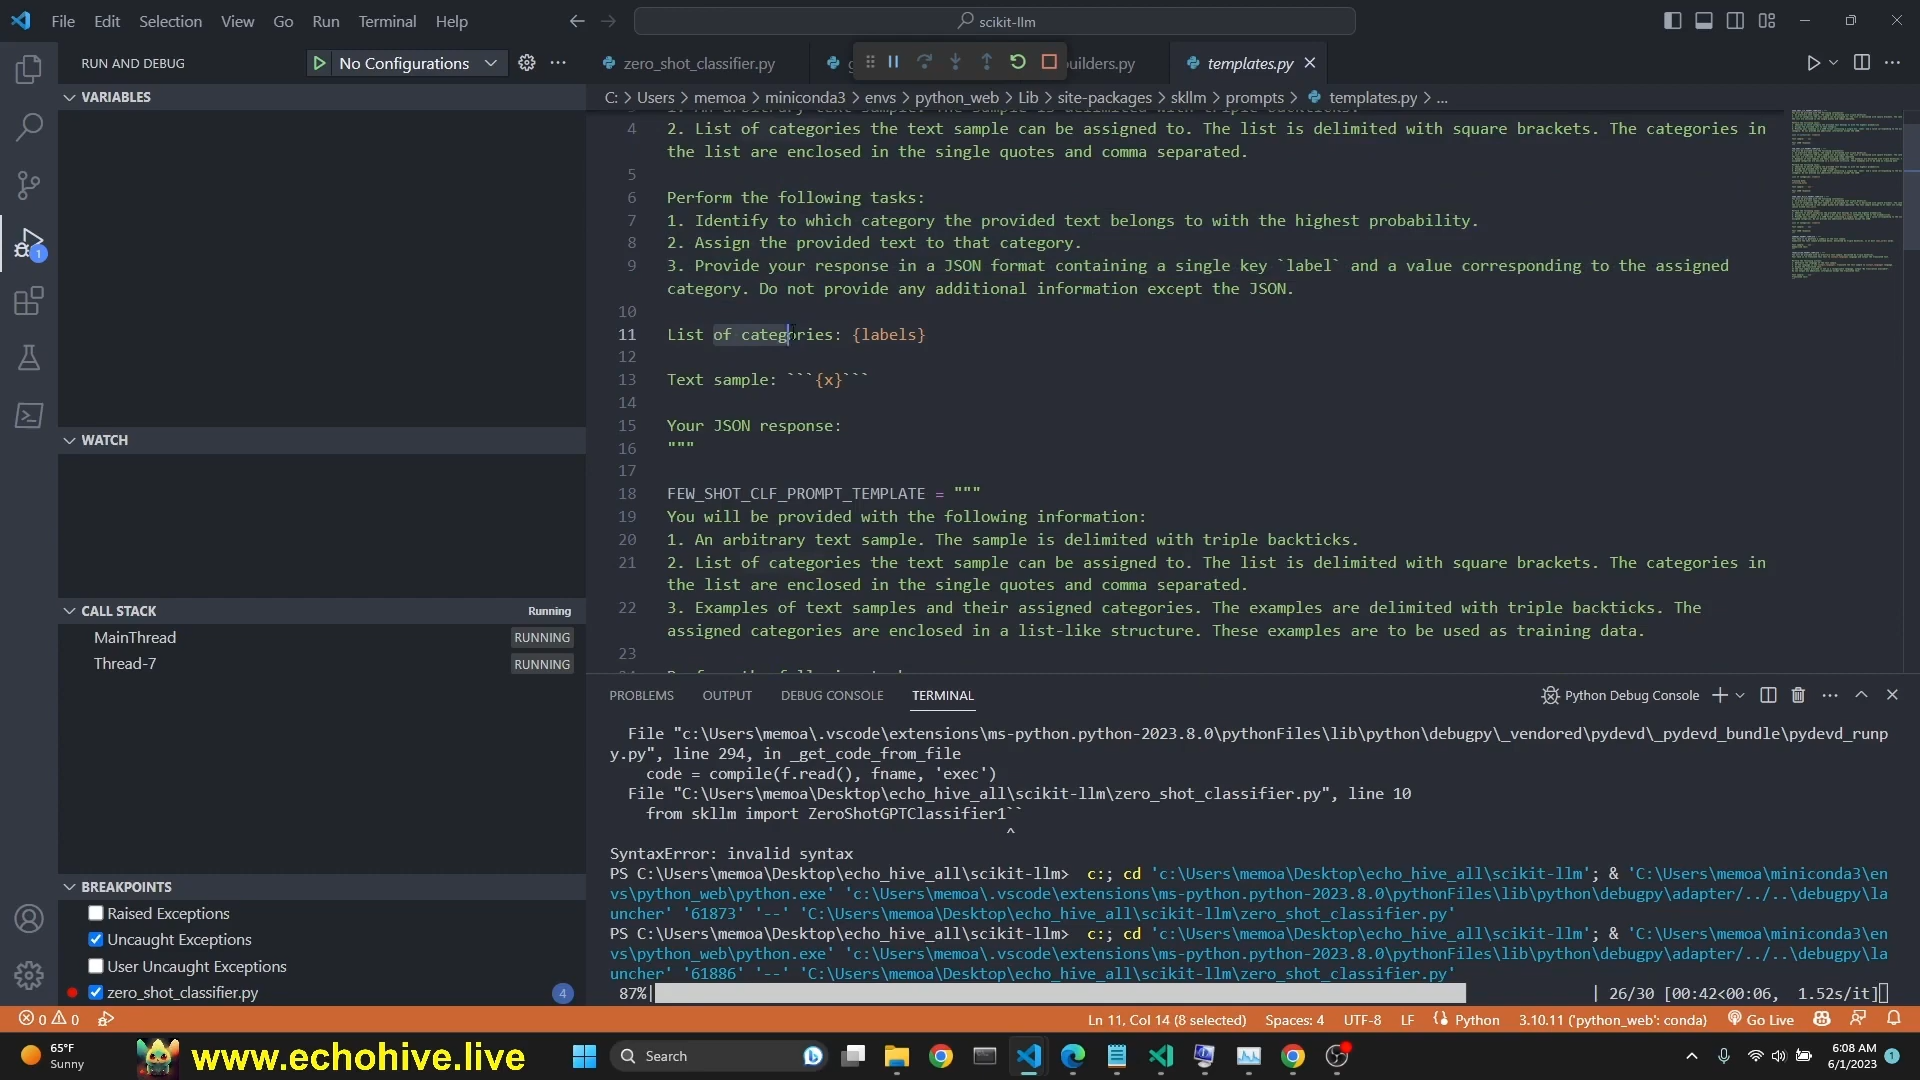 File Edit Selection View Go Run Terminal Help
scikit-llm
RUN AND DEBUG
No Configurations
zero_shot_classifier.py
uilders.py
templates.py
VARIABLES
C: > Users > memoa > miniconda3 > envs > python_web > Lib > site-packages > skllm > prompts > templates.py > ...
4 2. List of categories the text sample can be assigned to. The list is delimited with square brackets. The categories in
the list are enclosed in the single quotes and comma separated.
5
6 Perform the following tasks:
7 1. Identify to which category the provided text belongs to with the highest probability.
8 2. Assign the provided text to that category.
9 3. Provide your response in a JSON format containing a single key `label` and a value corresponding to the assigned
category. Do not provide any additional information except the JSON.
10
11 List of categories: {labels}
12
13 Text sample: ```{x}```
14
15 Your JSON response:
16 """
17
18 FEW_SHOT_CLF_PROMPT_TEMPLATE = """
19 You will be provided with the following information:
20 1. An arbitrary text sample. The sample is delimited with triple backticks.
21 2. List of categories the text sample can be assigned to. The list is delimited with square brackets. The categories in
the list are enclosed in the single quotes and comma separated.
22 3. Examples of text samples and their assigned categories. The examples are delimited with triple backticks. The
assigned categories are enclosed in a list-like structure. These examples are to be used as training data.
23
WATCH
CALL STACK Running
MainThread RUNNING
Thread-7 RUNNING
BREAKPOINTS
Raised Exceptions
Uncaught Exceptions
User Uncaught Exceptions
zero_shot_classifier.py 4
PROBLEMS OUTPUT DEBUG CONSOLE TERMINAL
Python Debug Console
File "c:\Users\memoa\.vscode\extensions\ms-python.python-2023.8.0\pythonFiles\lib\python\debugpy\_vendored\pydevd\_pydevd_bundle\pydevd_runp
y.py", line 294, in _get_code_from_file
code = compile(f.read(), fname, 'exec')
File "C:\Users\memoa\Desktop\echo_hive_all\scikit-llm\zero_shot_classifier.py", line 10
from skllm import ZeroShotGPTClassifier1``
^
SyntaxError: invalid syntax
PS C:\Users\memoa\Desktop\echo_hive_all\scikit-llm> c:; cd 'c:\Users\memoa\Desktop\echo_hive_all\scikit-llm'; & 'C:\Users\memoa\miniconda3\en
vs\python_web\python.exe' 'c:\Users\memoa\.vscode\extensions\ms-python.python-2023.8.0\pythonFiles\lib\python\debugpy\adapter/../..\debugpy\la
uncher' '61873' '--' 'C:\Users\memoa\Desktop\echo_hive_all\scikit-llm\zero_shot_classifier.py'
PS C:\Users\memoa\Desktop\echo_hive_all\scikit-llm> c:; cd 'c:\Users\memoa\Desktop\echo_hive_all\scikit-llm'; & 'C:\Users\memoa\miniconda3\en
vs\python_web\python.exe' 'c:\Users\memoa\.vscode\extensions\ms-python.python-2023.8.0\pythonFiles\lib\python\debugpy\adapter/../..\debugpy\la
uncher' '61886' '--' 'C:\Users\memoa\Desktop\echo_hive_all\scikit-llm\zero_shot_classifier.py'
87%| | 26/30 [00:42<00:06, 1.52s/it]
0 0
Ln 11, Col 14 (8 selected) Spaces: 4 UTF-8 LF Python 3.10.11 ('python_web': conda) Go Live
65°F
Sunny
www.echohive.live
Search
6:08 AM
6/1/2023
1